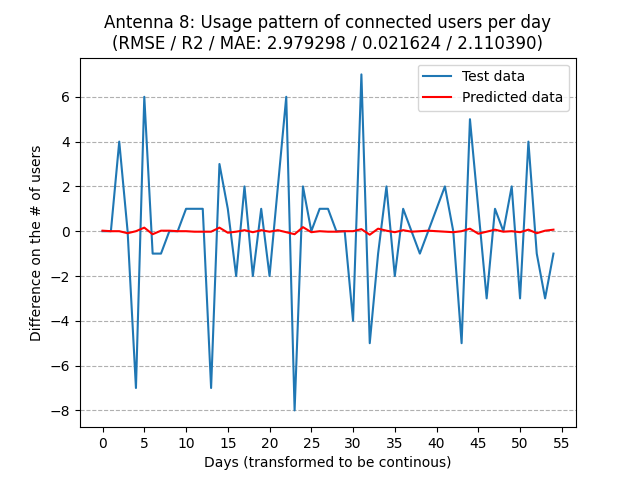 Antenna 8: Usage pattern of connected users per day
(RMSE / R2 / MAE: 2.979298 / 0.021624 / 2.110390)
Test data
Predicted data
6
4
2
0
−2
−4
−6
−8
Difference on the # of users
0 5 10 15 20 25 30 35 40 45 50 55
Days (transformed to be continous)